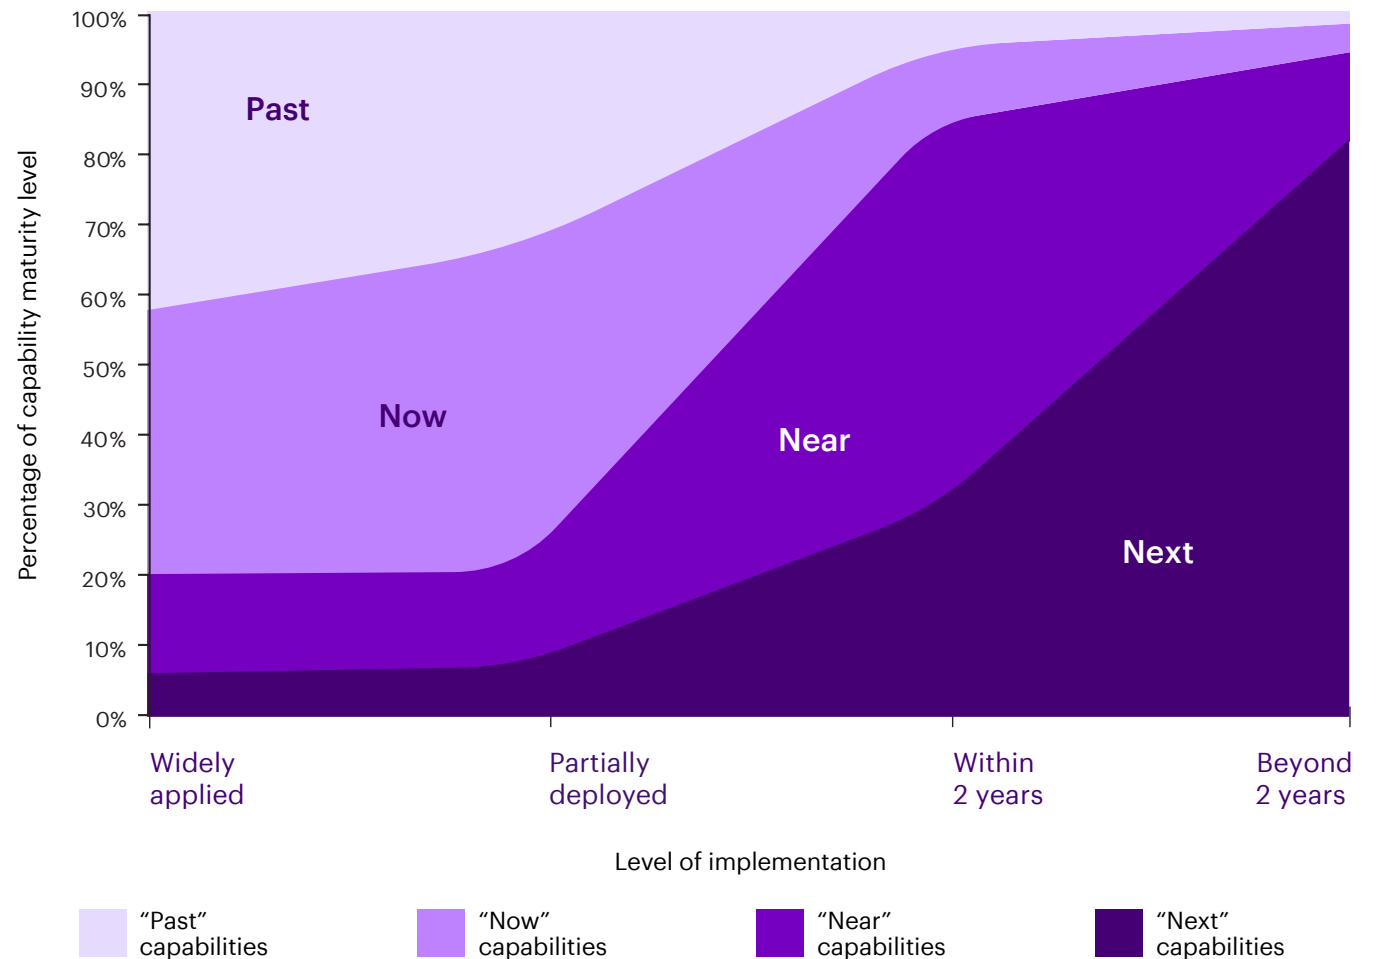 100%
90%
80%
70%
60%
50%
40%
30%
20%
10%
0%
Percentage of capability maturity level
Past
Now
Near
Next
Widely
applied
Partially
deployed
Within
2 years
Beyond
2 years
Level of implementation
“Past”
capabilities
“Now”
capabilities
“Near”
capabilities
“Next”
capabilities